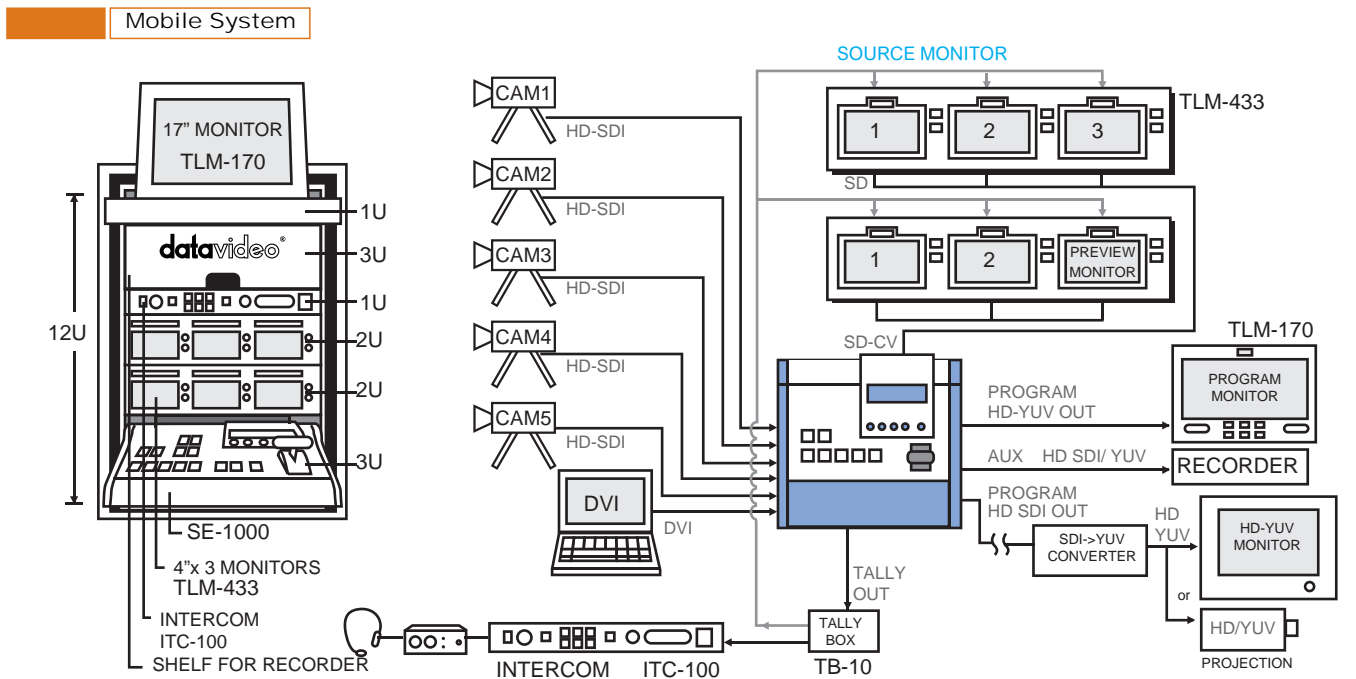 Mobile System
17” MONITOR
TLM-170
1U
datavideo®
3U
1U
2U
2U
3U
12U
SE-1000
4”x 3 MONITORS
TLM-433
INTERCOM
ITC-100
SHELF FOR RECORDER
CAM1
HD-SDI
CAM2
HD-SDI
CAM3
HD-SDI
CAM4
HD-SDI
CAM5
HD-SDI
DVI
DVI
SOURCE MONITOR
TLM-433
1
2
3
SD
1
2
PREVIEW
MONITOR
SD-CV
TLM-170
PROGRAM
MONITOR
PROGRAM
HD-YUV OUT
AUX HD SDI/ YUV
RECORDER
PROGRAM
HD SDI OUT
SDI->YUV
CONVERTER
HD
YUV
HD-YUV
MONITOR
or
HD/YUV
PROJECTION
TALLY
OUT
TALLY
BOX
TB-10
INTERCOM ITC-100